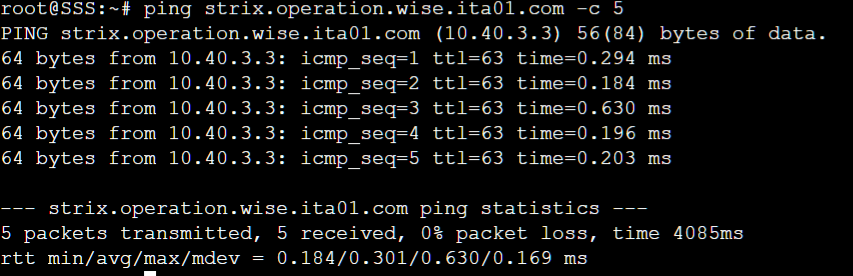 root@SSS:~# ping strix.operation.wise.ita01.com -c 5
PING strix.operation.wise.ita01.com (10.40.3.3) 56(84) bytes of data.
64 bytes from 10.40.3.3: icmp_seq=1 ttl=63 time=0.294 ms
64 bytes from 10.40.3.3: icmp_seq=2 ttl=63 time=0.184 ms
64 bytes from 10.40.3.3: icmp_seq=3 ttl=63 time=0.630 ms
64 bytes from 10.40.3.3: icmp_seq=4 ttl=63 time=0.196 ms
64 bytes from 10.40.3.3: icmp_seq=5 ttl=63 time=0.203 ms

--- strix.operation.wise.ita01.com ping statistics ---
5 packets transmitted, 5 received, 0% packet loss, time 4085ms
rtt min/avg/max/mdev = 0.184/0.301/0.630/0.169 ms